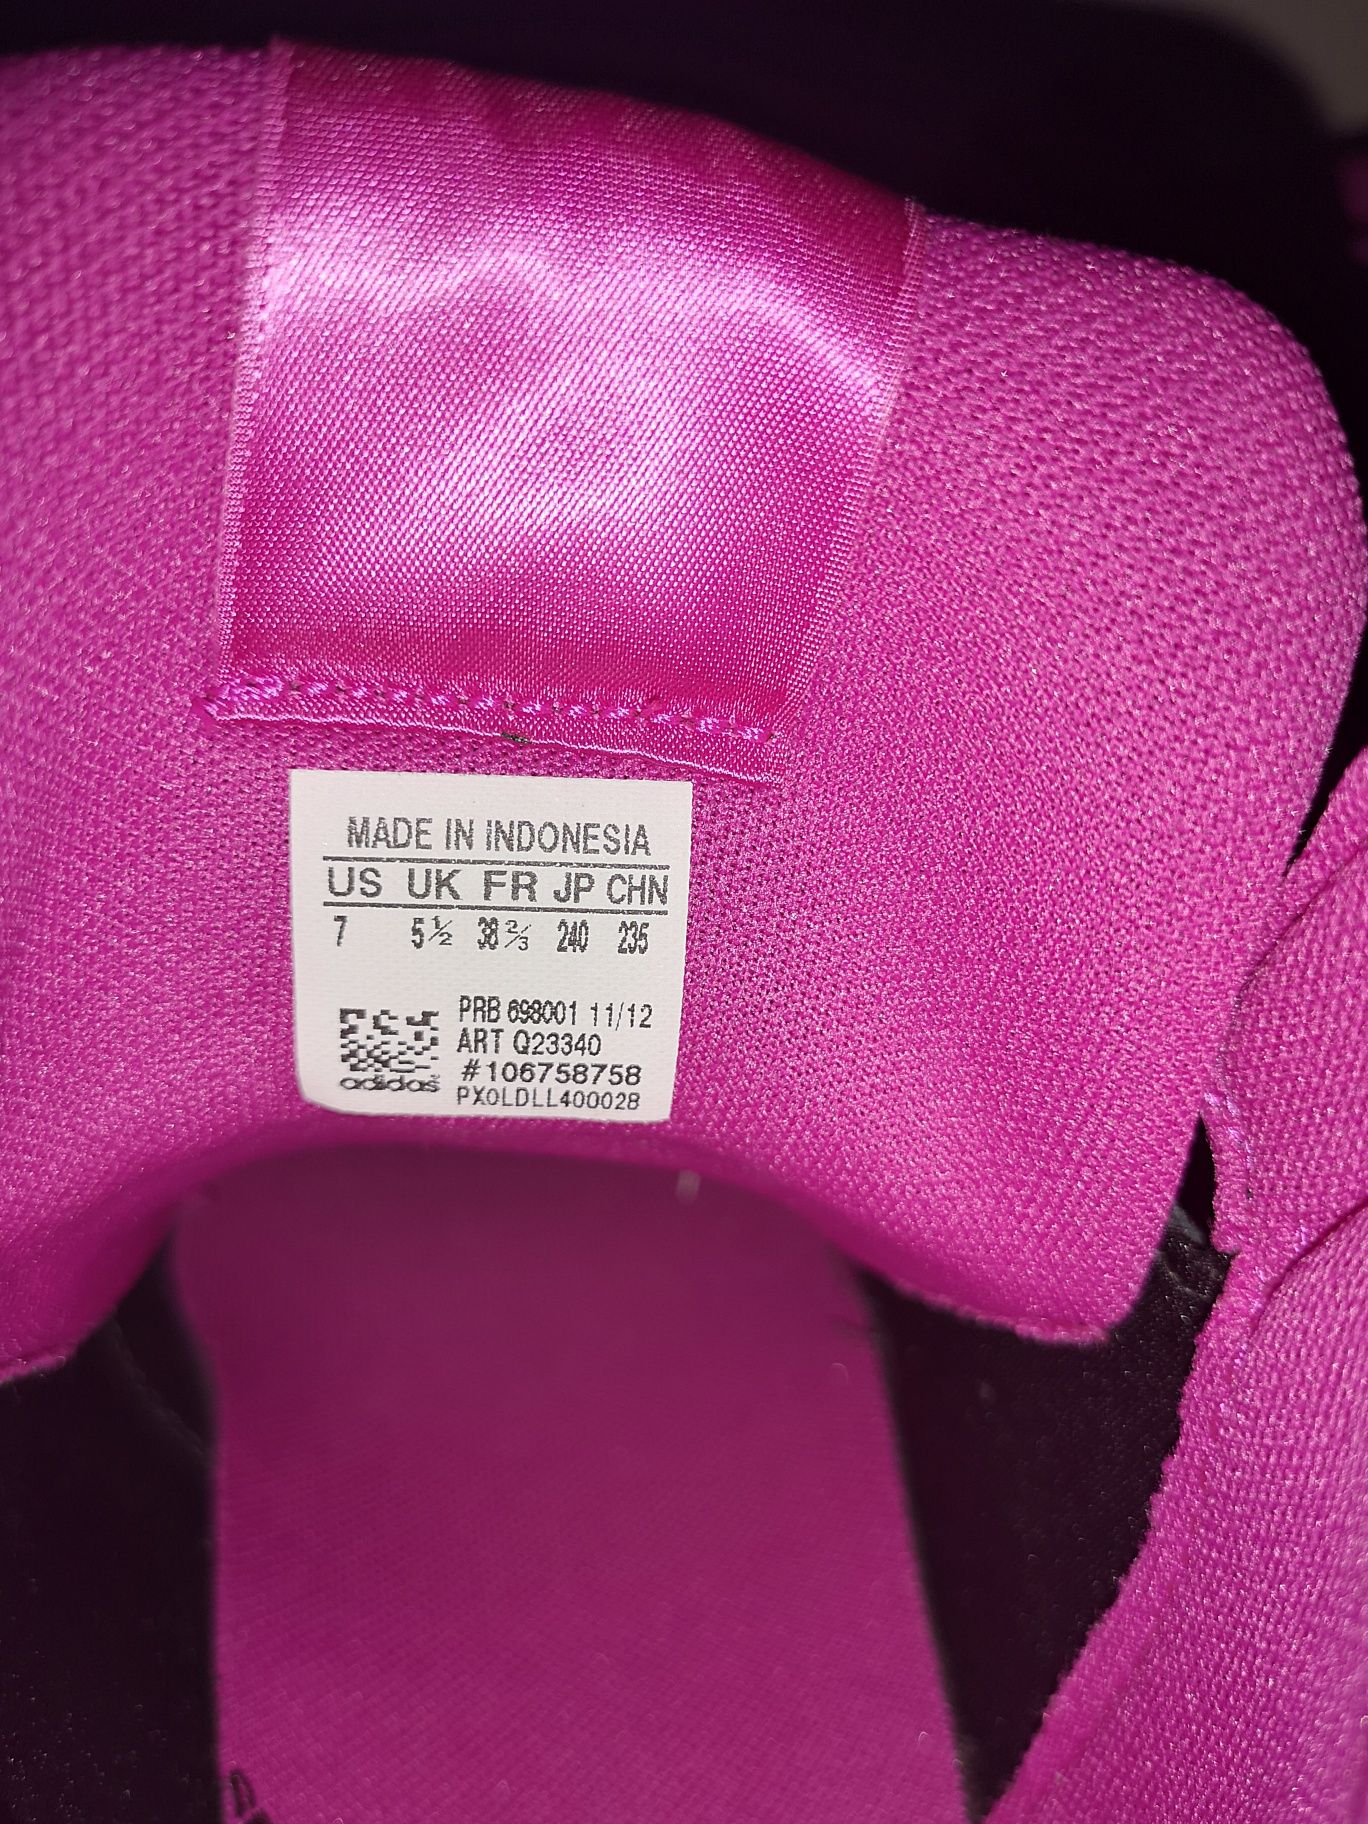 MADE IN INDONESIA
US UK FR JP CHN
7 5½ 38⅔ 240 235
PRB 698001 11/12
ART Q23340
#106758758
adidas
PX0LDLL400028